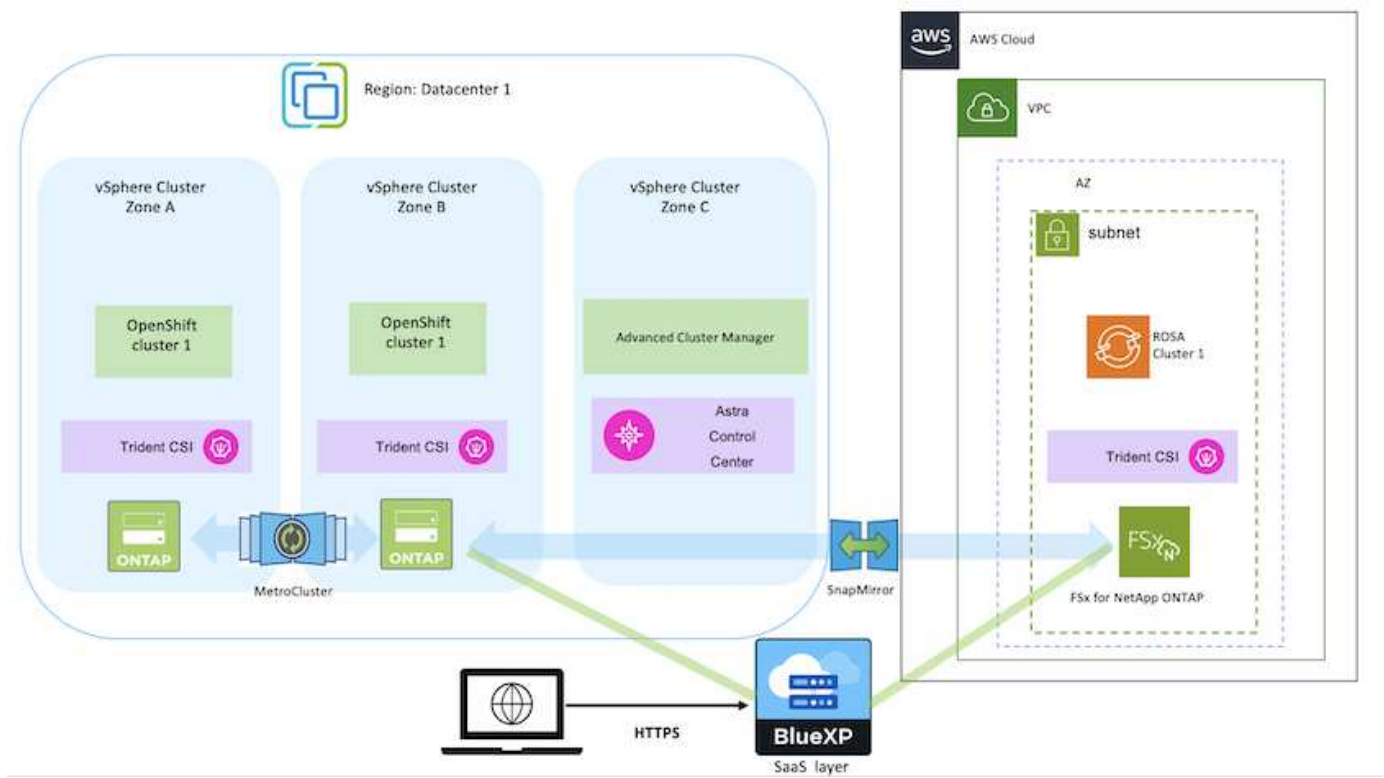 aws
AWS Cloud
Region: Datacenter 1
VPC
vSphere Cluster
Zone A
vSphere Cluster
Zone B
vSphere Cluster
Zone C
AZ
subnet
OpenShift
cluster 1
OpenShift
cluster 1
Advanced Cluster Manager
ROSA
Cluster 1
Trident CSI
Trident CSI
Astra
Control
Center
Trident CSI
ONTAP
ONTAP
MetroCluster
SnapMirror
FSx
N
FSx for NetApp ONTAP
HTTPS
BlueXP
SaaS layer